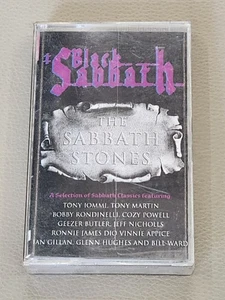 Black
Sabbath
THE
SABBATH
STONES
A Selection of Sabbath Classics featuring
TONY IOMMI, TONY MARTIN
BOBBY RONDINELLI, COZY POWELL
GEEZER BUTLER, JEFF NICHOLLS
RONNIE JAMES DIO VINNIE APPICE
IAN GILLAN, GLENN HUGHES AND BILL WARD